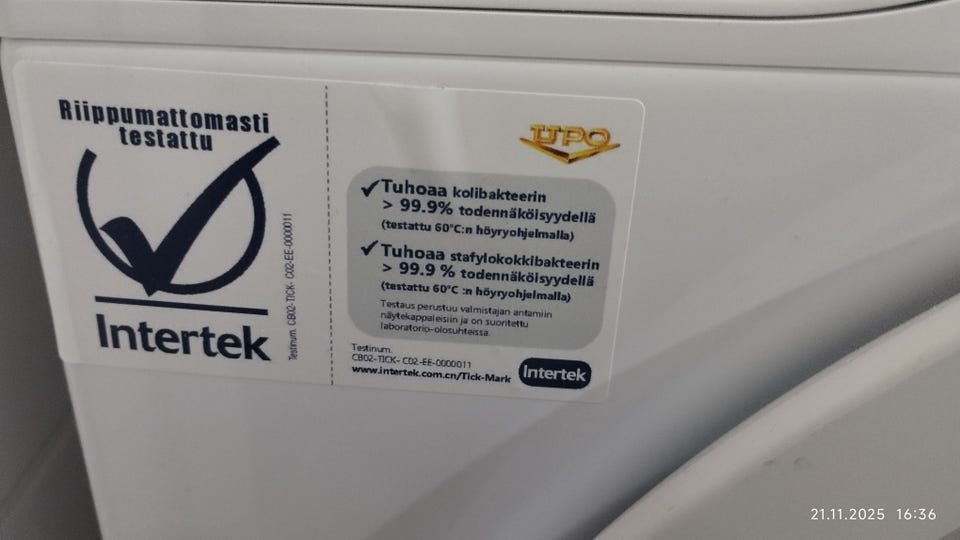 Riippumattomasti
testattu
Intertek
Testinum. CB02-TICK- C02-EE-0000011
UPO
Tuhoaa kolibakteerin
> 99.9% todennäköisyydellä
(testattu 60°C:n höyryohjelmalla)
Tuhoaa stafylokokkibakteerin
> 99.9 % todennäköisyydellä
(testattu 60°C :n höyryohjelmalla)
Testaus perustuu valmistajan antamiin
näytekappaleisiin ja on suoritettu
laboratorio-olosuhteissa.
Testinum.
CB02-TICK- C02-EE-0000011
www.intertek.com.cn/Tick-Mark
Intertek
21.11.2025 16:36